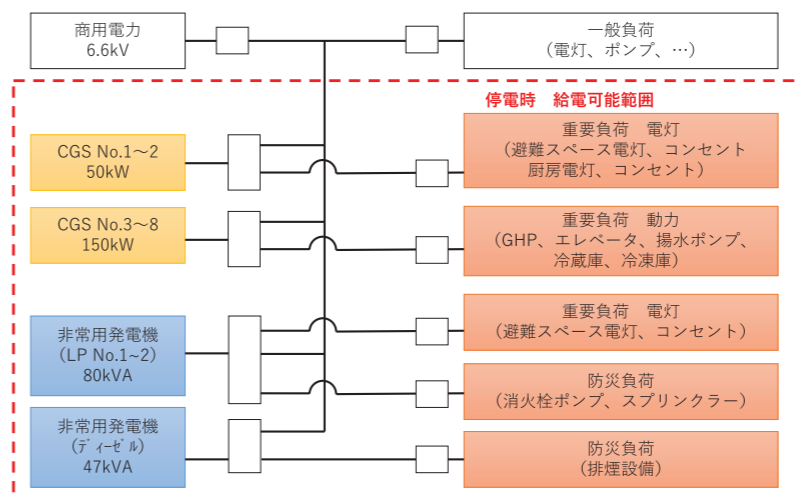 商用電力
6.6kV
一般負荷
(電灯、ポンプ、…)
停電時　給電可能範囲
CGS No.1～2
50kW
重要負荷　電灯
(避難スペース電灯、コンセント
厨房電灯、コンセント)
CGS No.3～8
150kW
重要負荷　動力
(GHP、エレベータ、揚水ポンプ、
冷蔵庫、冷凍庫)
非常用発電機
(LP No.1~2)
80kVA
重要負荷　電灯
(避難スペース電灯、コンセント)
防災負荷
(消火栓ポンプ、スプリンクラー)
非常用発電機
(ﾃﾞｨｰｾﾞﾙ)
47kVA
防災負荷
(排煙設備)